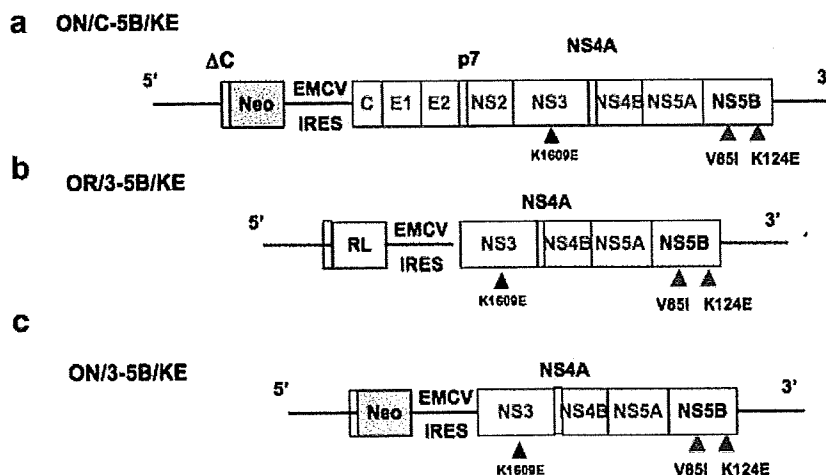 a ON/C-5B/KE
NS4A
ΔC
p7
5'
3'
EMCV
Neo
C E1 E2 NS2 NS3 NS4B NS5A NS5B
IRES
K1609E
V85I K124E
b OR/3-5B/KE
NS4A
5'
3'
EMCV
RL
NS3 NS4B NS5A NS5B
IRES
K1609E
V85I K124E
c
ON/3-5B/KE
NS4A
5'
3'
EMCV
Neo
NS3 NS4B NS5A NS5B
IRES
K1609E
V85I K124E